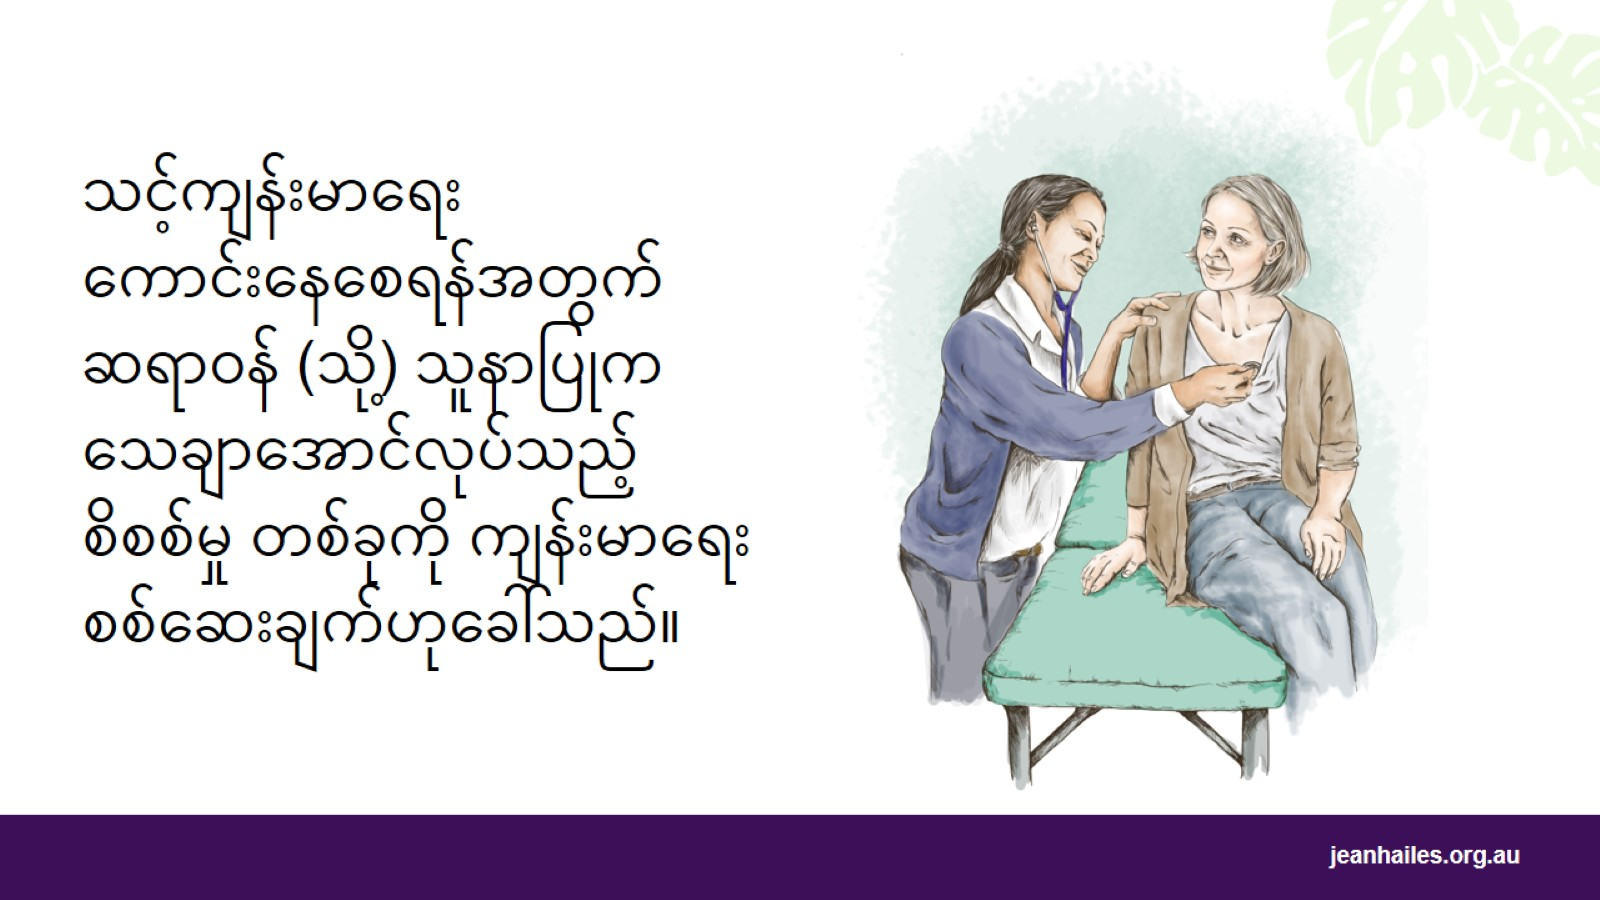 သင့်ကျန်းမာရေး
ကောင်းနေစေရန်အတွက်
ဆရာဝန် (သို့) သူနာပြုက
သေချာအောင်လုပ်သည့်
စိစစ်မှု တစ်ခုကို ကျန်းမာရေး
စစ်ဆေးချက်ဟုခေါ်သည်။
jeanhailes.org.au